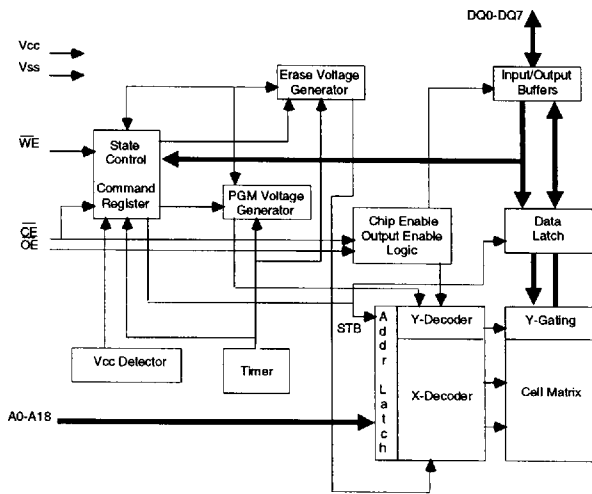 DQ0-DQ7
Vcc
Vss
Erase Voltage
Generator
Input/Output
Buffers
WE
State
Control
Command
Register
PGM Voltage
Generator
Chip Enable
Output Enable
Logic
Data
Latch
CE
OE
STB
Addr Latch
Y-Decoder
Y-Gating
Vcc Detector
Timer
X-Decoder
Cell Matrix
A0-A18